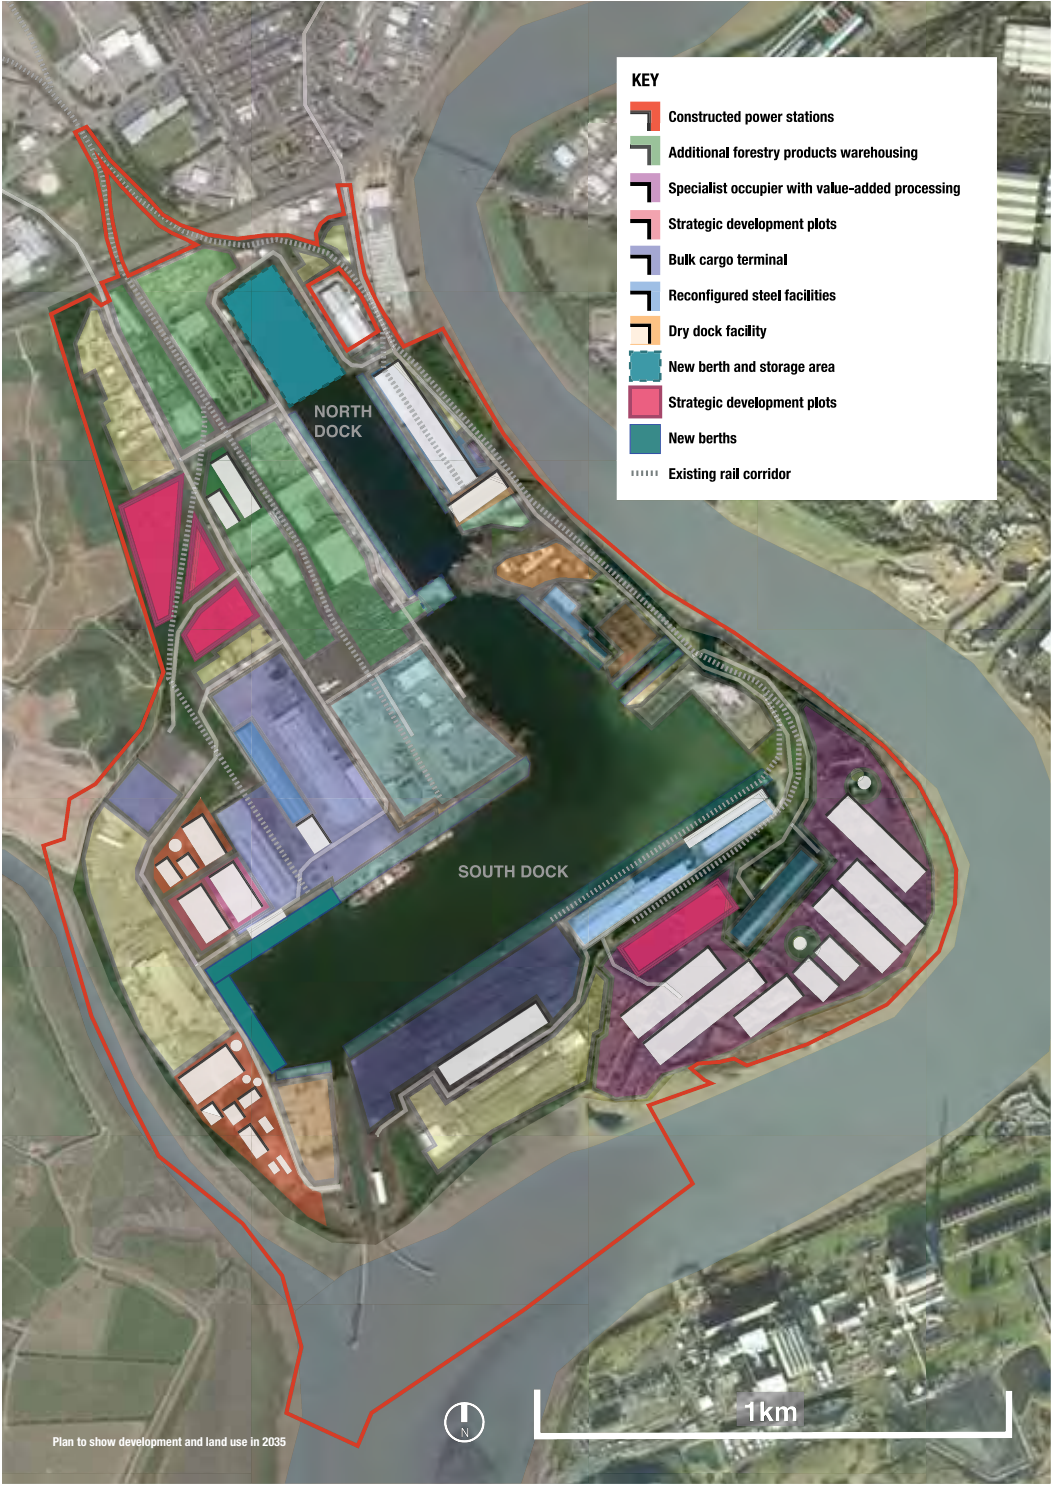 KEY
Constructed power stations
Additional forestry products warehousing
Specialist occupier with value-added processing
Strategic development plots
Bulk cargo terminal
Reconfigured steel facilities
Dry dock facility
New berth and storage area
Strategic development plots
New berths
Existing rail corridor
NORTH
DOCK
SOUTH DOCK
1km
N
Plan to show development and land use in 2035